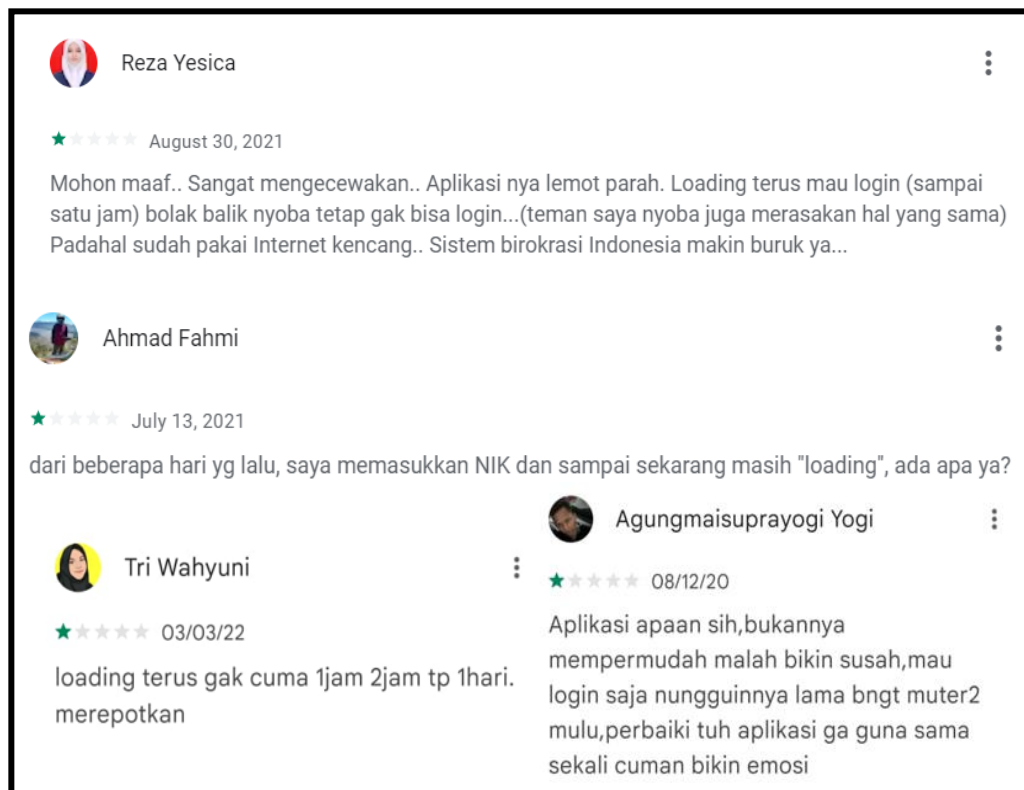 Reza Yesica
August 30, 2021
Mohon maaf.. Sangat mengecewakan.. Aplikasi nya lemot parah. Loading terus mau login (sampai
satu jam) bolak balik nyoba tetap gak bisa login...(teman saya nyoba juga merasakan hal yang sama)
Padahal sudah pakai Internet kencang.. Sistem birokrasi Indonesia makin buruk ya...
Ahmad Fahmi
July 13, 2021
dari beberapa hari yg lalu, saya memasukkan NIK dan sampai sekarang masih "loading", ada apa ya?
Tri Wahyuni
03/03/22
loading terus gak cuma 1jam 2jam tp 1hari.
merepotkan
Agungmaisuprayogi Yogi
08/12/20
Aplikasi apaan sih,bukannya
mempermudah malah bikin susah,mau
login saja nungguinnya lama bngt muter2
mulu,perbaiki tuh aplikasi ga guna sama
sekali cuman bikin emosi